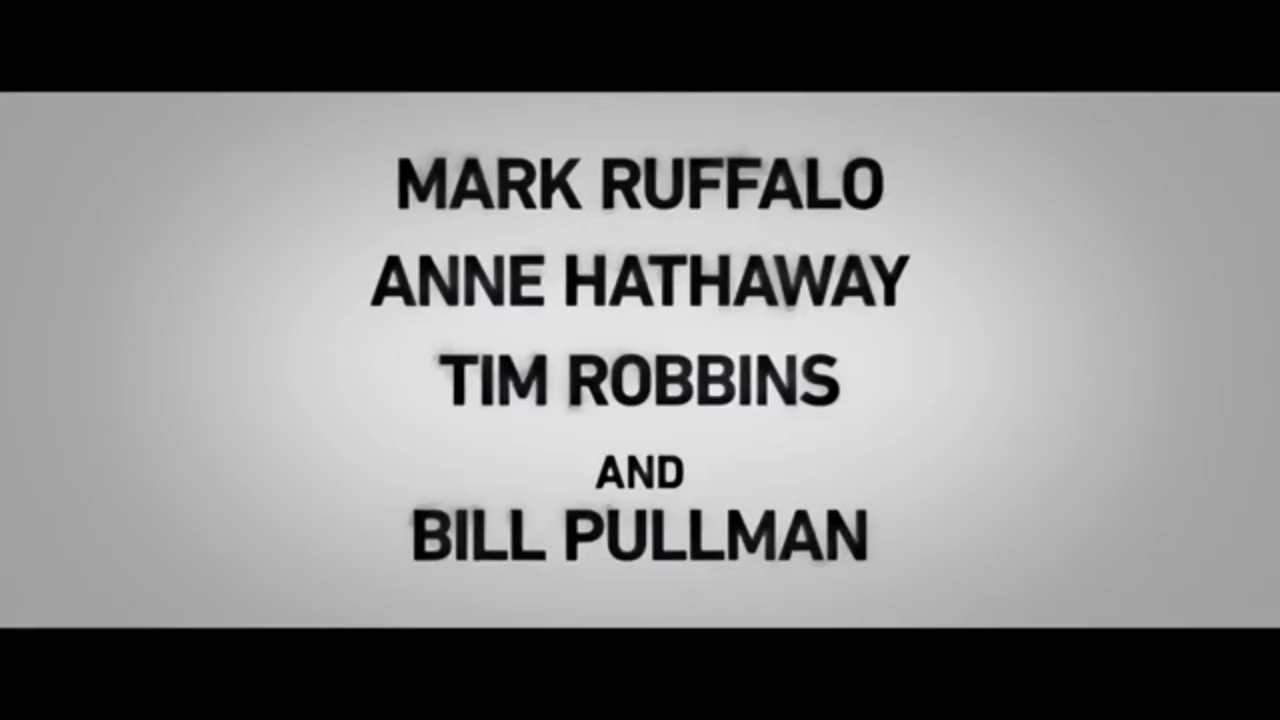 MARK RUFFALO
ANNE HATHAWAY
TIM ROBBINS
AND
BILL PULLMAN